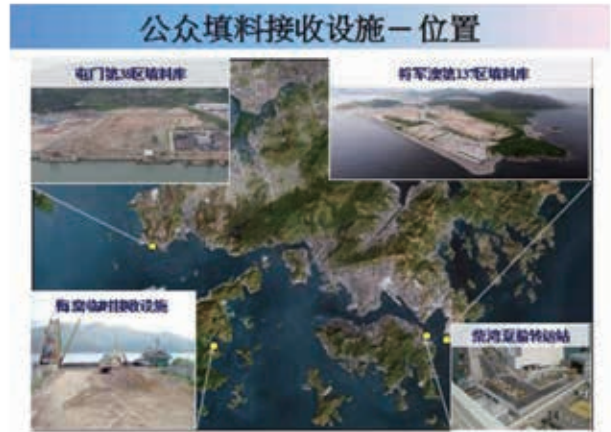 公众填料接收设施－位置
屯门第38区填料库
将军澳第137区填料库
梅窝临时接收设施
柴湾趸船转运站